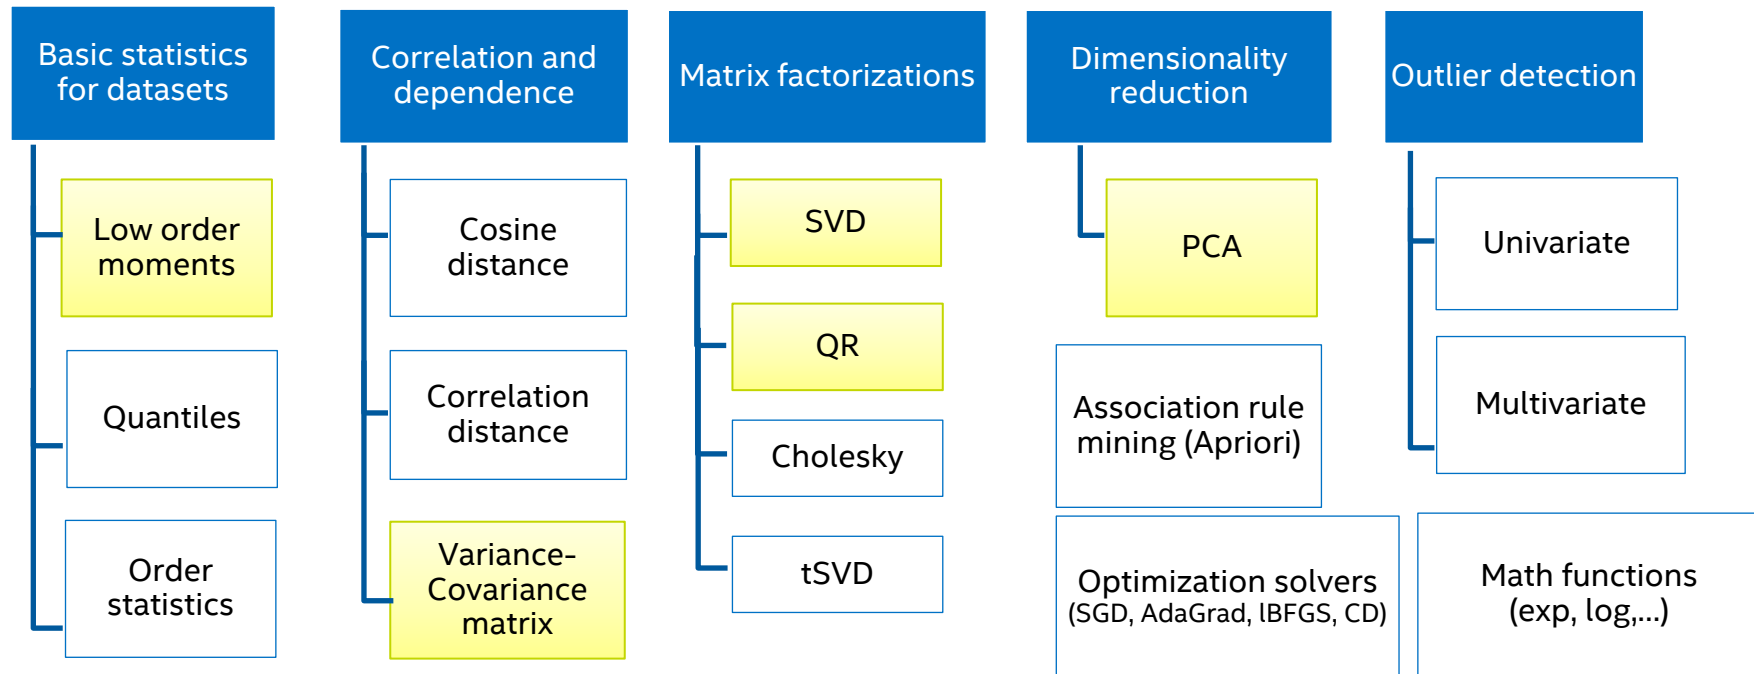 Basic statistics
for datasets
Low order
moments
Quantiles
Order
statistics
Correlation and
dependence
Cosine
distance
Correlation
distance
Variance-
Covariance
matrix
Matrix factorizations
SVD
QR
Cholesky
tSVD
Dimensionality
reduction
PCA
Association rule
mining (Apriori)
Optimization solvers
(SGD, AdaGrad, lBFGS, CD)
Outlier detection
Univariate
Multivariate
Math functions
(exp, log,...)